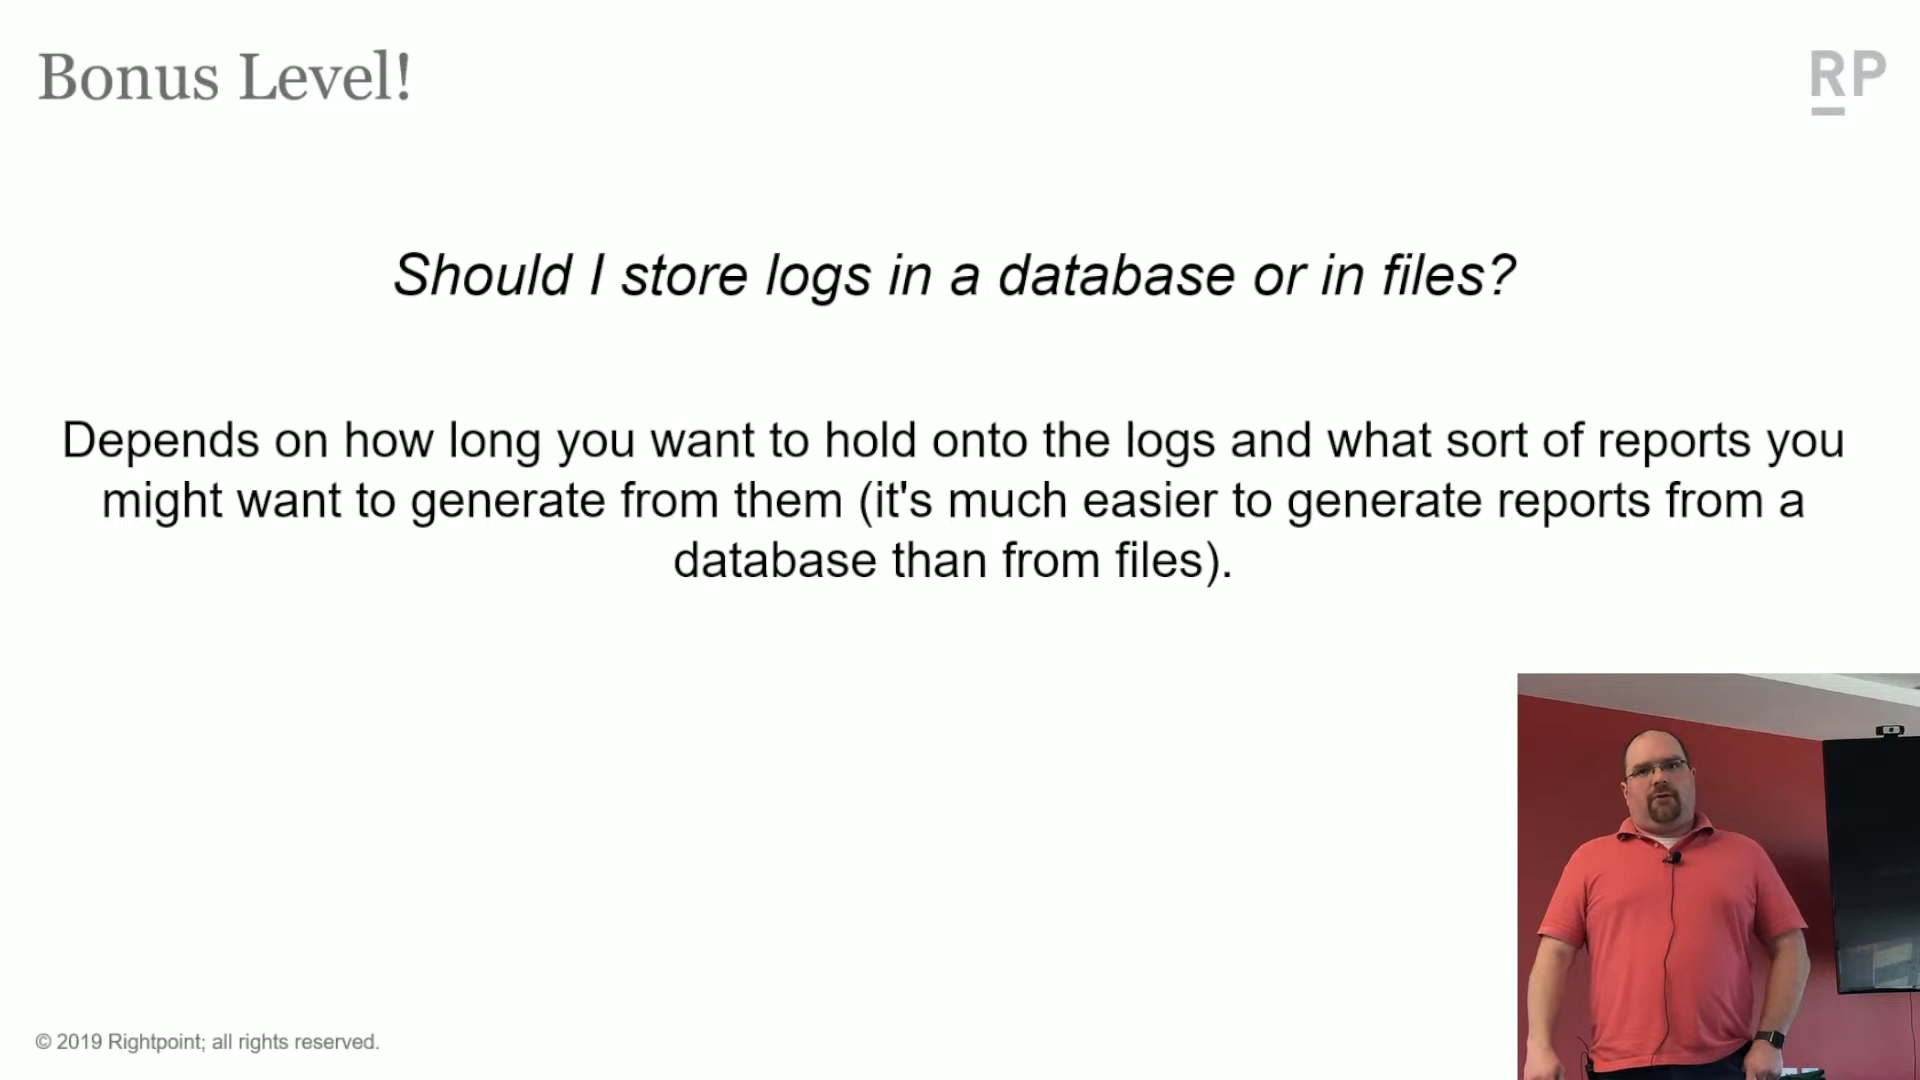 Bonus Level!
RP
Should I store logs in a database or in files?
Depends on how long you want to hold onto the logs and what sort of reports you
might want to generate from them (it's much easier to generate reports from a
database than from files).
© 2019 Rightpoint; all rights reserved.